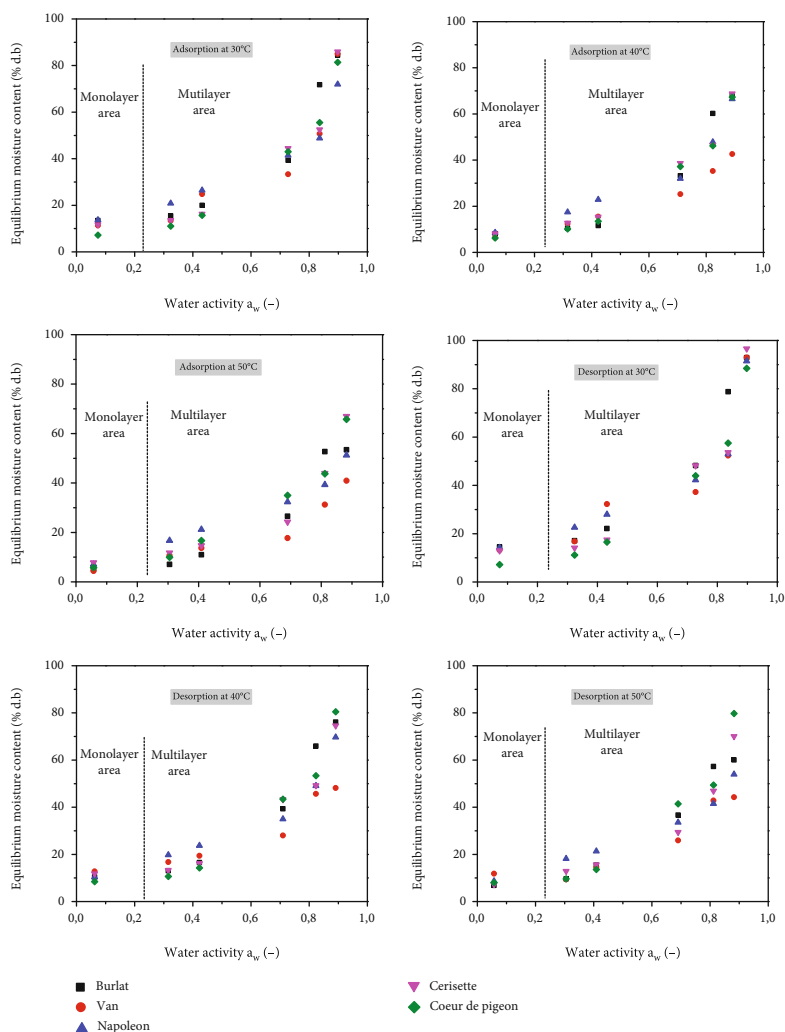 100
80
60
40
20
0
Equilibrium moisture content (% d.b)
Adsorption at 30°C
Monolayer
area
Mutilayer
area
0,0 0,2 0,4 0,6 0,8 1,0
Water activity a_w (–)
100
80
60
40
20
0
Equilibrium moisture content (% d.b)
Adsorption at 40°C
Monolayer
area
Multilayer
area
0,0 0,2 0,4 0,6 0,8 1,0
Water activity a_w (–)
100
80
60
40
20
0
Equilibrium moisture content (% d.b)
Adsorption at 50°C
Monolayer
area
Multilayer
area
0,0 0,2 0,4 0,6 0,8 1,0
Water activity a_w (–)
100
80
60
40
20
0
Equilibrium moisture content (% d.b)
Desorption at 30°C
Monolayer
area
Multilayer
area
0,0 0,2 0,4 0,6 0,8 1,0
Water activity a_w (–)
100
80
60
40
20
0
Equilibrium moisture content (% d.b)
Desorption at 40°C
Monolayer
area
Multilayer
area
0,0 0,2 0,4 0,6 0,8 1,0
Water activity a_w (–)
100
80
60
40
20
0
Equilibrium moisture content (% d.b)
Desorption at 50°C
Monolayer
area
Multilayer
area
0,0 0,2 0,4 0,6 0,8 1,0
Water activity a_w (–)
Burlat
Van
Napoleon
Cerisette
Coeur de pigeon